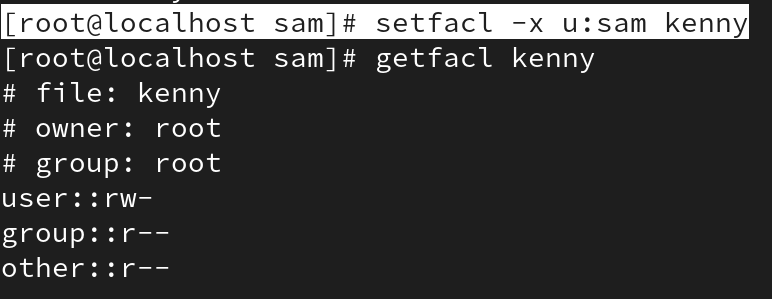 [root@localhost sam]# setfacl -x u:sam kenny
[root@localhost sam]# getfacl kenny
# file: kenny
# owner: root
# group: root
user::rw-
group::r--
other::r--